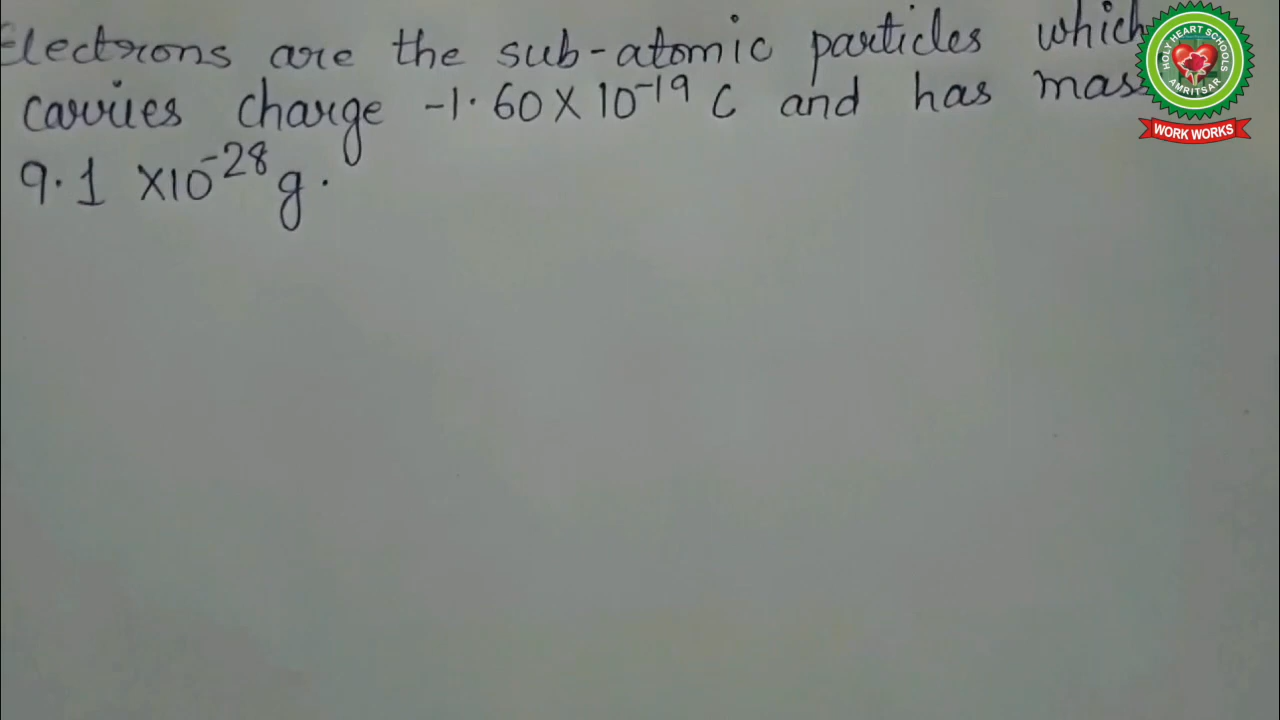 Electrons are the sub-atomic particles which
carries charge -1.60 X 10⁻¹⁹ C and has mass
9.1 X10⁻²⁸ g.
HOLY HEART SCHOOLS
AMRITSAR
WORK WORKS